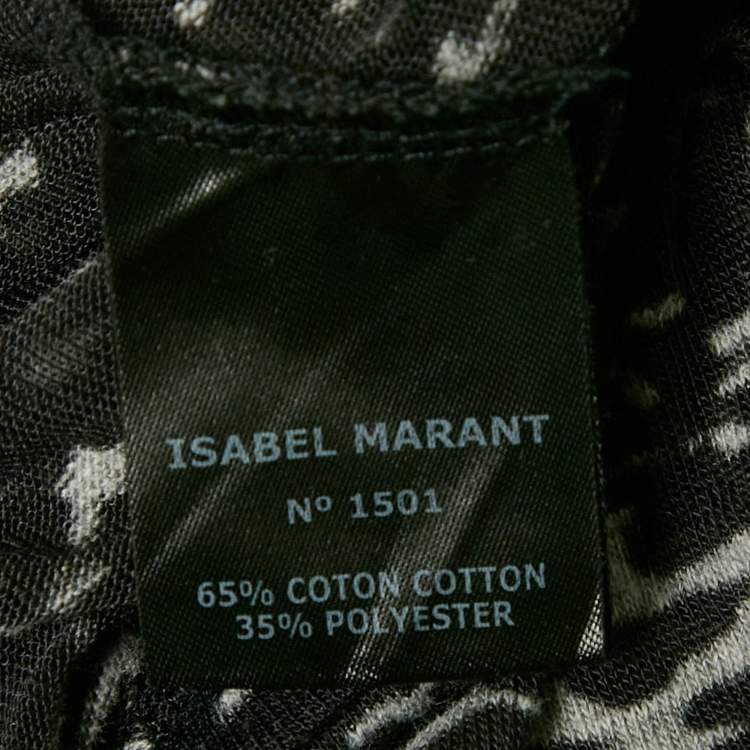 ISABEL MARANT
Nº 1501
65% COTON COTTON
35% POLYESTER